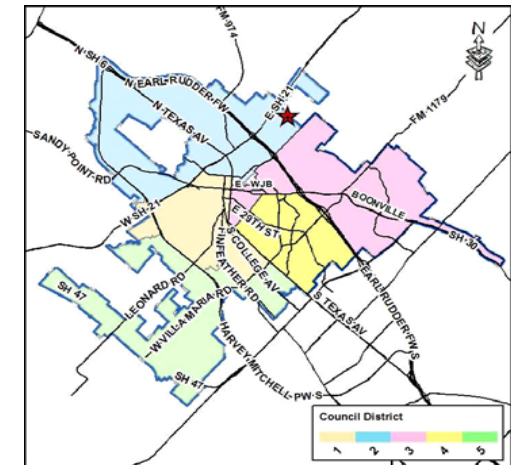 FM-974
N
N-SH 6
N-EARL-RUDDER-FW
E-SH-21
N-TEXAS-AV
FM-1179
SANDY-POINT-RD
E-WJB
BOONVILLE
W-SH-21
E 29TH ST
SH-30
S-COLLEGE-AV
FINFEATHER-RD
SH 47
LEONARD RD
W-VILLA MARIA-RD
S TEXAS-AV
EARL-RUDDER-FW-S
HARVEY-MITCHELL-PW-S
SH 47
Council District
1 2 3 4 5